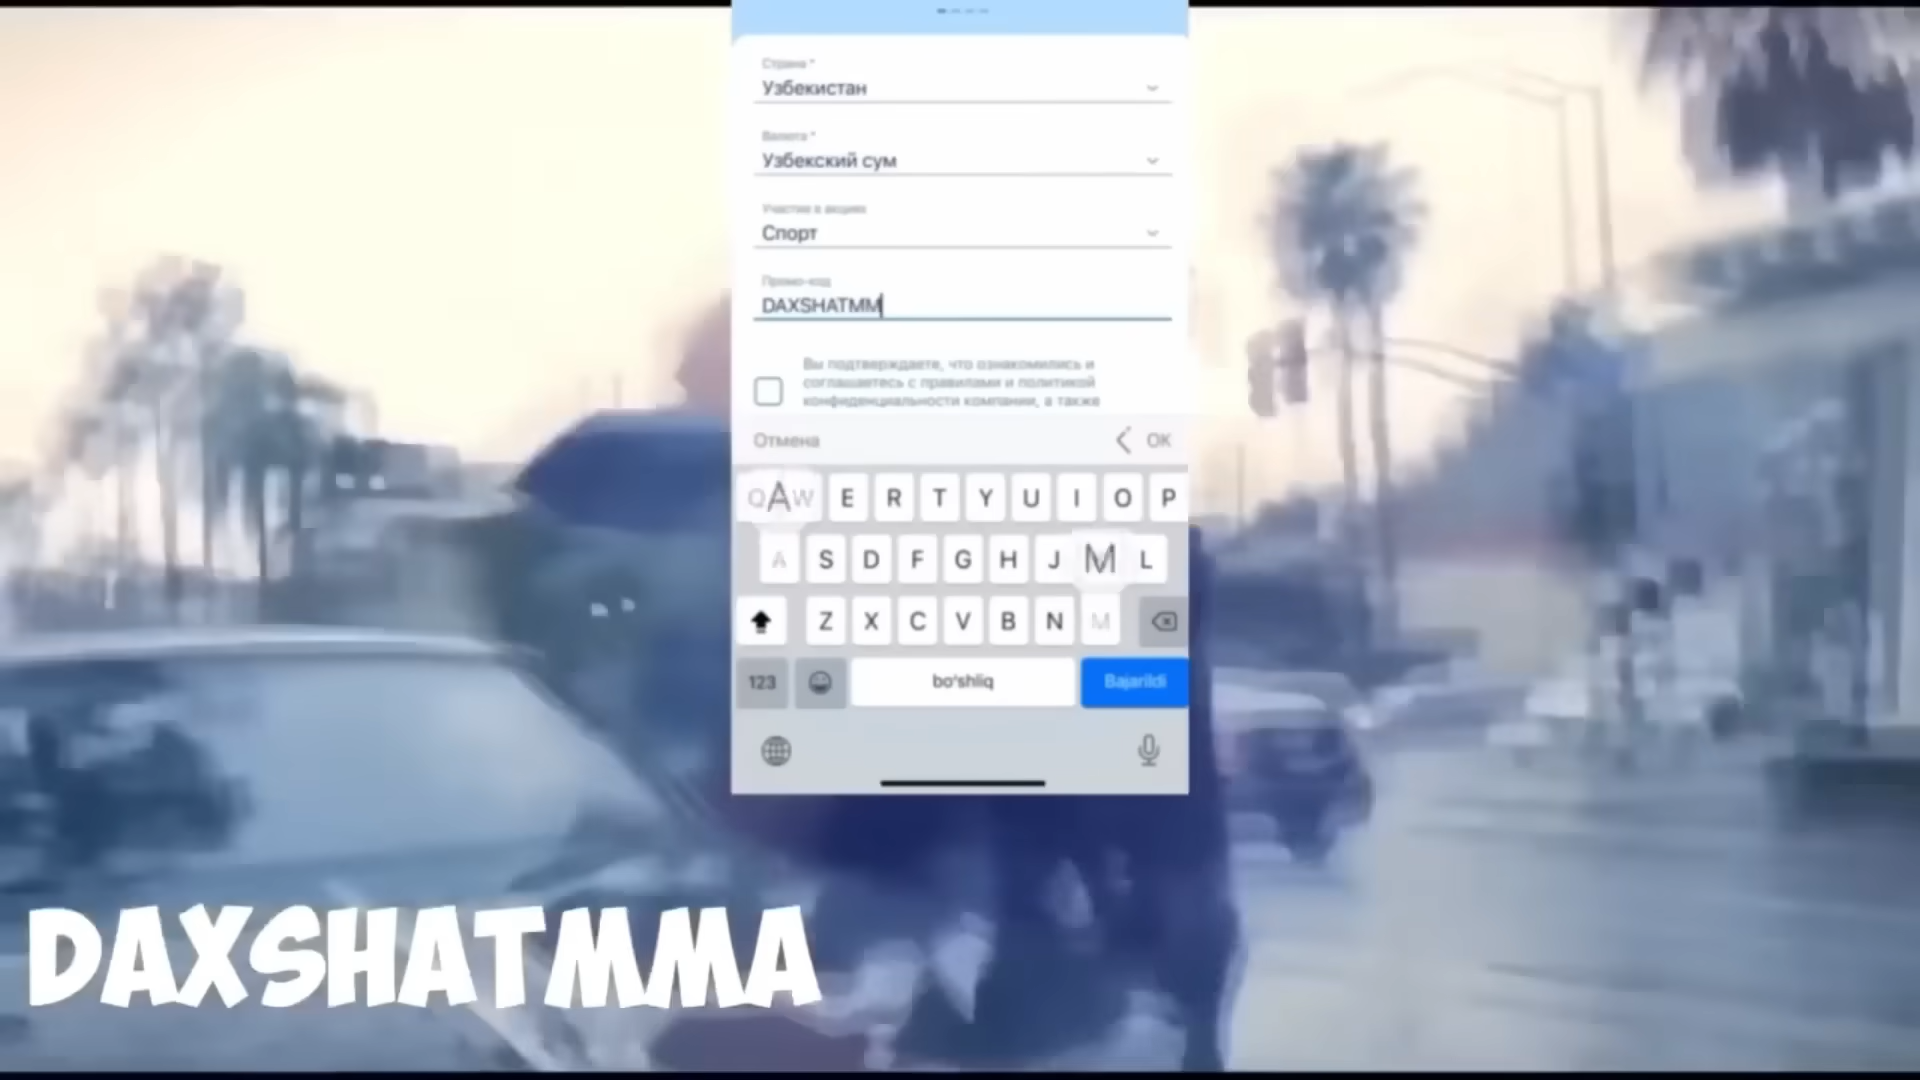 Страна *
Узбекистан
Валюта *
Узбекский сум
Участие в акциях
Спорт
Промо-код
DAXSHATMM
Вы подтверждаете, что ознакомились и
соглашаетесь с правилами и политикой
конфиденциальности компании, а также
Отмена OK
Q A W E R T Y U I O P
A S D F G H J M L
Z X C V B N M
123 bo'shliq Bajarildi
DAXSHATMMA